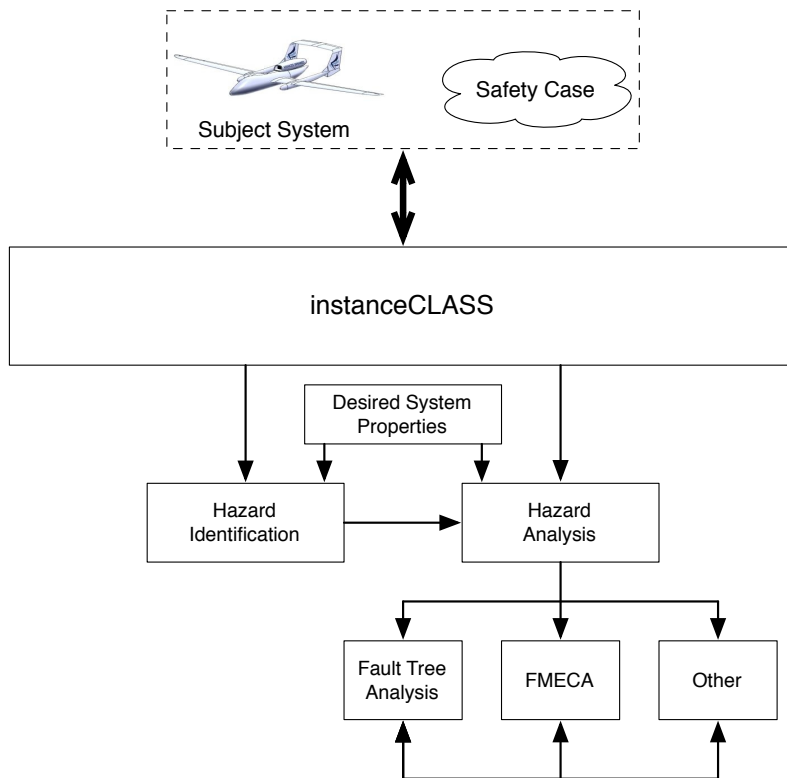 Safety Case
Subject System
instanceCLASS
Desired System
Properties
Hazard
Identification
Hazard
Analysis
Fault Tree
Analysis
FMECA
Other